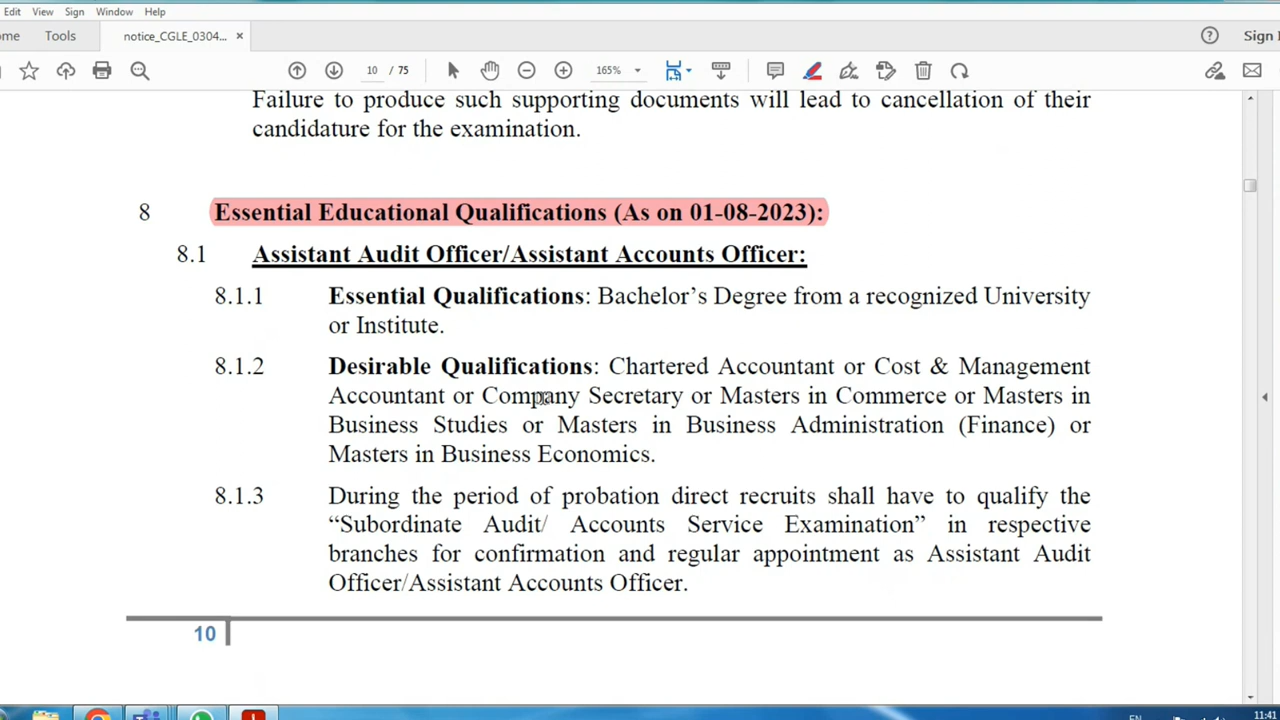 Edit View Sign Window Help
ome Tools notice_CGLE_0304... × Sign I
10 / 75 165%
Failure to produce such supporting documents will lead to cancellation of their
candidature for the examination.
8 Essential Educational Qualifications (As on 01-08-2023):
8.1 Assistant Audit Officer/Assistant Accounts Officer:
8.1.1 Essential Qualifications: Bachelor’s Degree from a recognized University
or Institute.
8.1.2 Desirable Qualifications: Chartered Accountant or Cost & Management
Accountant or Company Secretary or Masters in Commerce or Masters in
Business Studies or Masters in Business Administration (Finance) or
Masters in Business Economics.
8.1.3 During the period of probation direct recruits shall have to qualify the
“Subordinate Audit/ Accounts Service Examination” in respective
branches for confirmation and regular appointment as Assistant Audit
Officer/Assistant Accounts Officer.
10
EN 11:41